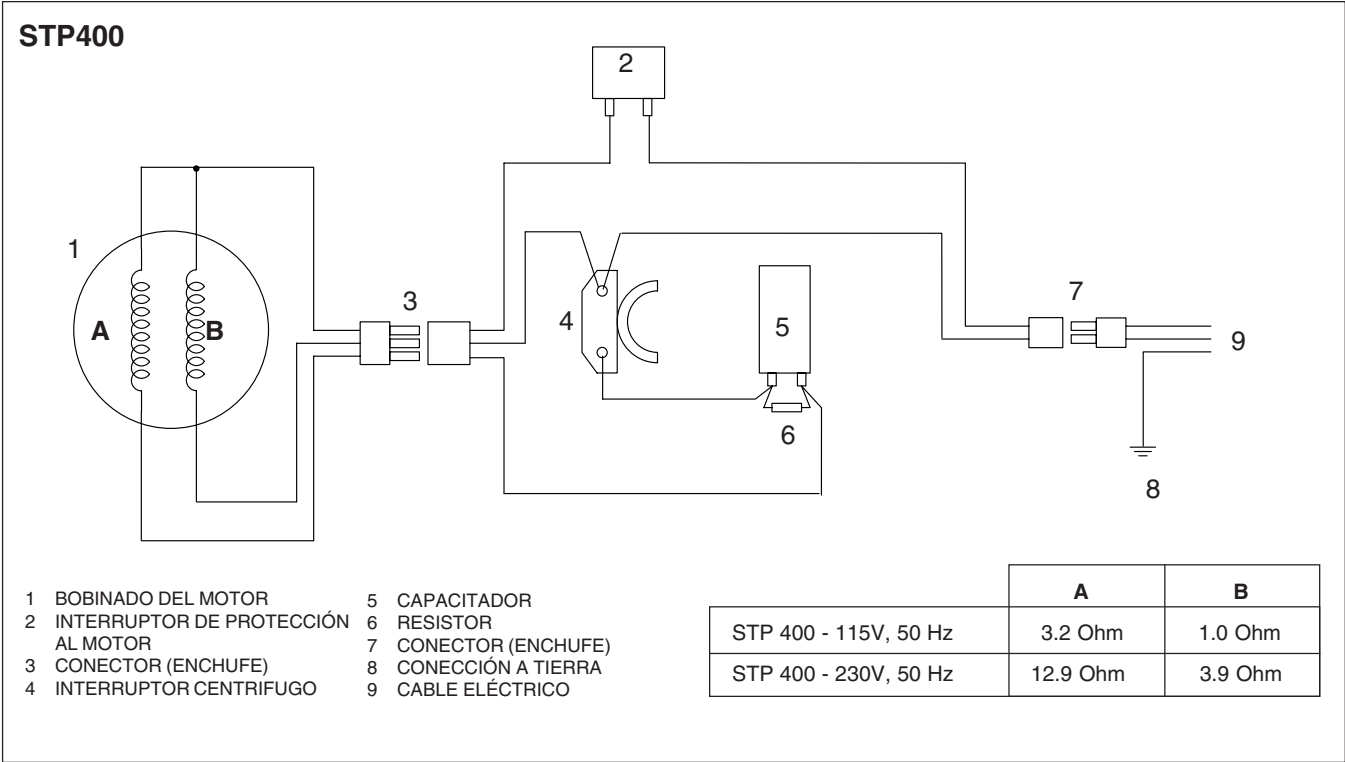 STP400
2
1
3
A
B
4
5
7
9
6
8
1 BOBINADO DEL MOTOR
2 INTERRUPTOR DE PROTECCIÓN
AL MOTOR
3 CONECTOR (ENCHUFE)
4 INTERRUPTOR CENTRIFUGO
5 CAPACITADOR
6 RESISTOR
7 CONECTOR (ENCHUFE)
8 CONECCIÓN A TIERRA
9 CABLE ELÉCTRICO
A B
STP 400 - 115V, 50 Hz 3.2 Ohm 1.0 Ohm
STP 400 - 230V, 50 Hz 12.9 Ohm 3.9 Ohm